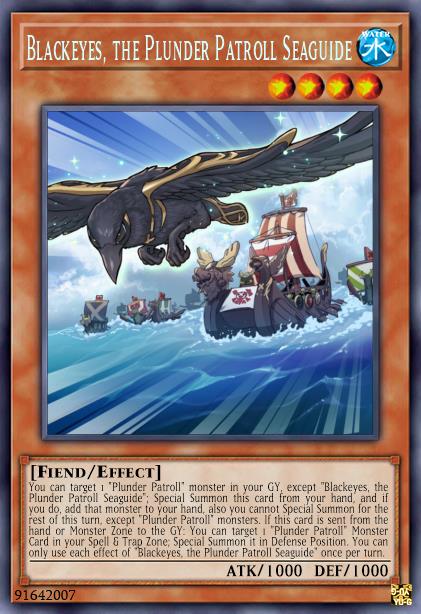 Blackeyes, the Plunder Patroll Seaguide
WATER
水
[Fiend/Effect]
You can target 1 "Plunder Patroll" monster in your GY, except "Blackeyes, the
Plunder Patroll Seaguide"; Special Summon this card from your hand, and if
you do, add that monster to your hand, also you cannot Special Summon for the
rest of this turn, except "Plunder Patroll" monsters. If this card is sent from the
hand or Monster Zone to the GY: You can target 1 "Plunder Patroll" Monster
Card in your Spell & Trap Zone; Special Summon it in Defense Position. You can
only use each effect of "Blackeyes, the Plunder Patroll Seaguide" once per turn.
ATK/1000 DEF/1000
91642007